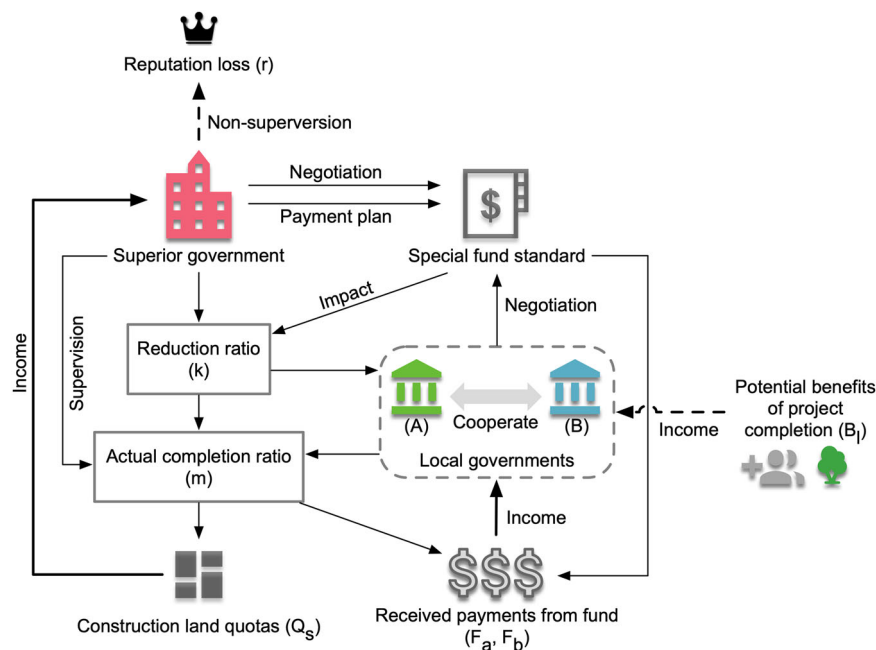 Reputation loss (r)
Non-superversion
Negotiation
Payment plan
$
Superior government
Special fund standard
Impact
Negotiation
Income
Supervision
Reduction ratio
(k)
(A)
Cooperate
(B)
Local governments
Income
Potential benefits
of project
completion (Bl)
Actual completion ratio
(m)
Income
$$$
Construction land quotas (Qs)
Received payments from fund
(Fa, Fb)